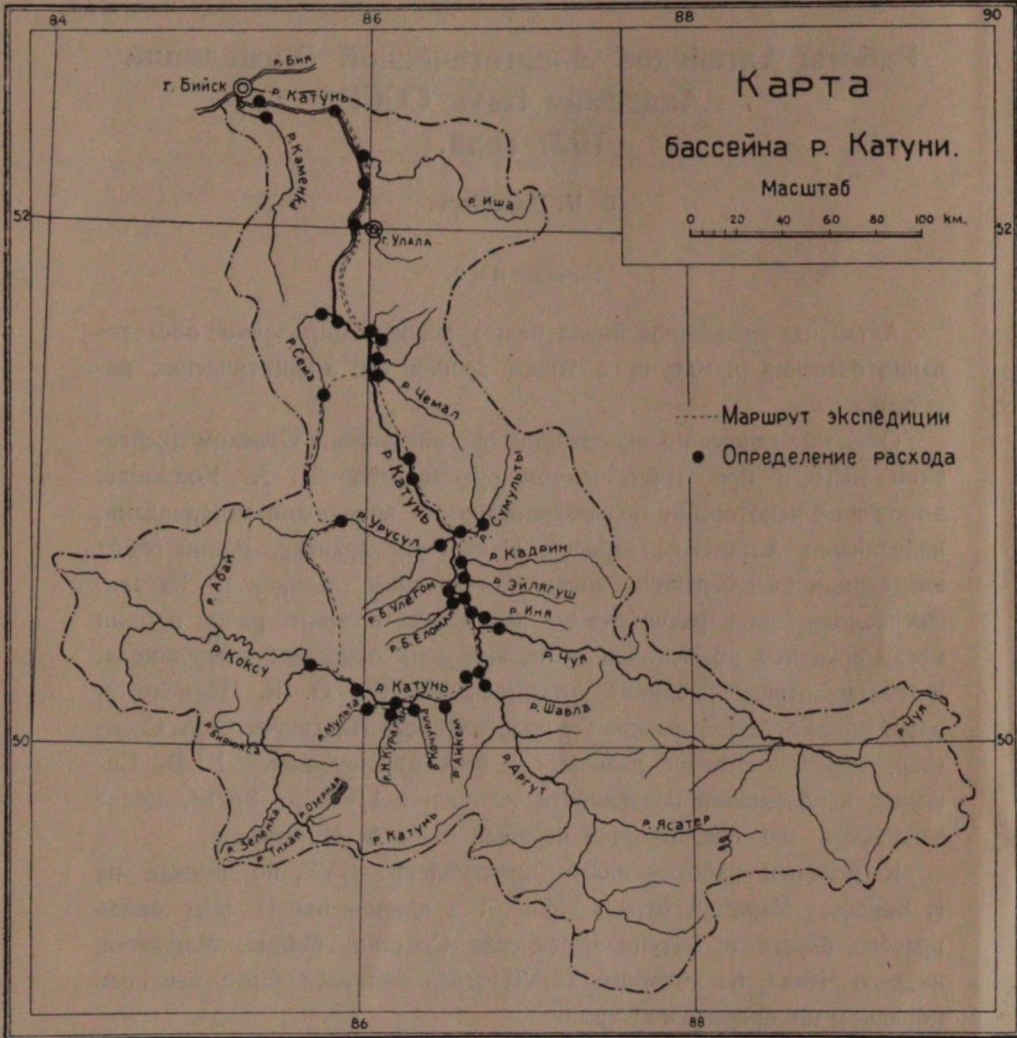 84
86
88
90
Карта
бассейна р. Катуни.
Масштаб
0 20 40 60 80 100 км.
г. Бийск
р. Бия
р. Катунь
р. Каменка
р. Иша
52
52
г. Улала
р. Сема
р. Чемал
Маршрут экспедиции
Определение расхода
р. Катунь
р. Сумульты
р. Урусул
р. Кадрин
р. Эйлягуш
р. Абай
р. Б. Улегом
р. Б. Еломан
р. Иня
р. Чуя
р. Коксу
р. Катунь
р. Шавла
р. Чуя
р. Мульта
р. Н. Кураган
р. Кочурла
р. Аккем
р. Бирюкса
50
50
р. Аргут
р. Озерная
р. Зеленка
р. Тихая
р. Катунь
р. Ясатер
86
88